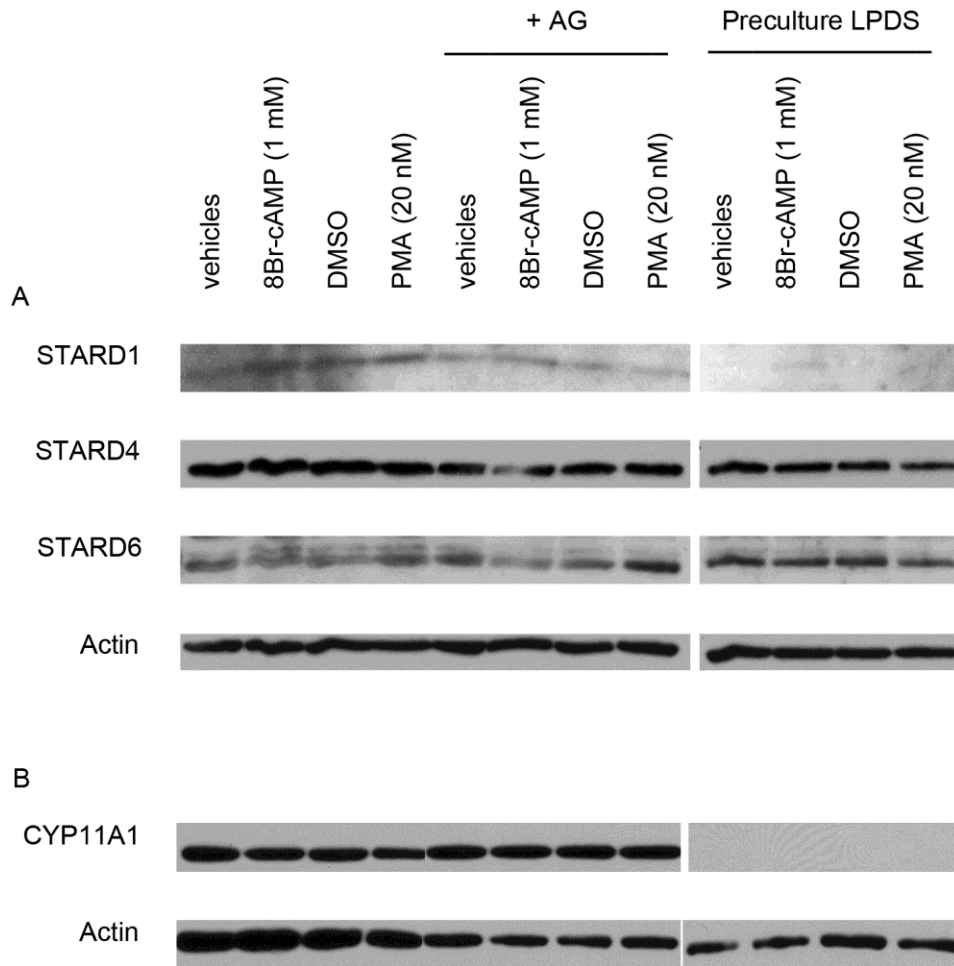 + AG Preculture LPDS
vehicles
8Br-cAMP (1 mM)
DMSO
PMA (20 nM)
vehicles
8Br-cAMP (1 mM)
DMSO
PMA (20 nM)
vehicles
8Br-cAMP (1 mM)
DMSO
PMA (20 nM)
A
STARD1
STARD4
STARD6
Actin
B
CYP11A1
Actin